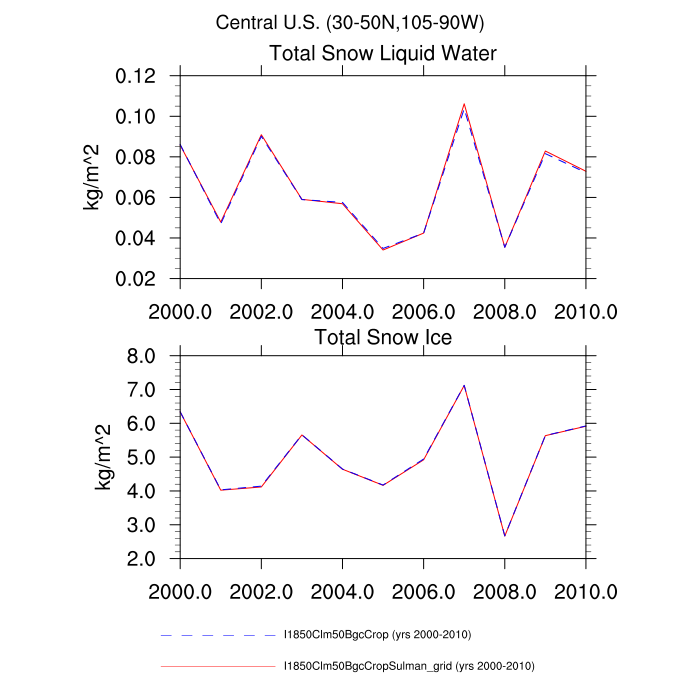 Central U.S. (30-50N,105-90W)
Total Snow Liquid Water
0.12
0.10
0.08
0.06
0.04
0.02
kg/m^2
2000.0 2002.0 2004.0 2006.0 2008.0 2010.0
Total Snow Ice
8.0
7.0
6.0
5.0
4.0
3.0
2.0
kg/m^2
2000.0 2002.0 2004.0 2006.0 2008.0 2010.0
I1850Clm50BgcCrop (yrs 2000-2010)
I1850Clm50BgcCropSulman_grid (yrs 2000-2010)